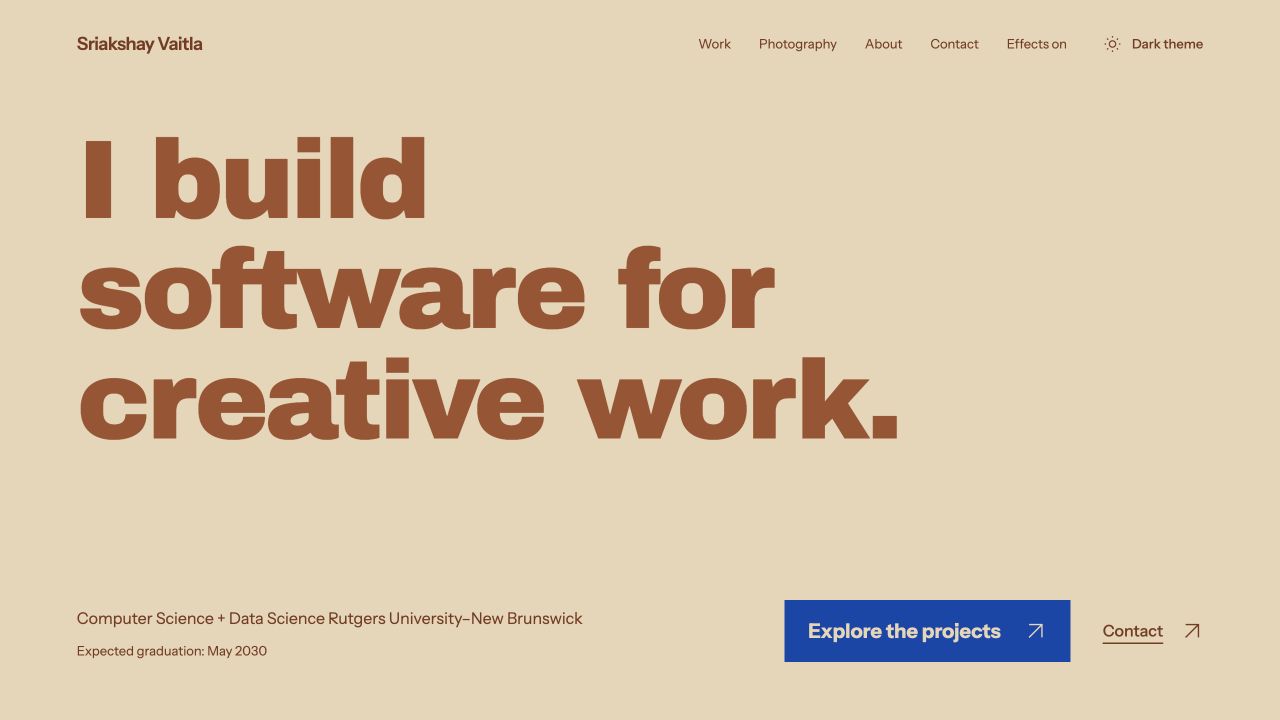 Sriakshay Vaitla
Work Photography About Contact Effects on Dark theme
I build
software for
creative work.
Computer Science + Data Science Rutgers University–New Brunswick
Expected graduation: May 2030
Explore the projects
Contact